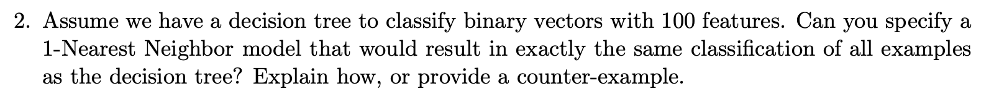 2. Assume we have a decision tree to classify binary vectors with 100 features. Can you specify a
1-Nearest Neighbor model that would result in exactly the same classification of all examples
as the decision tree? Explain how, or provide a counter-example.